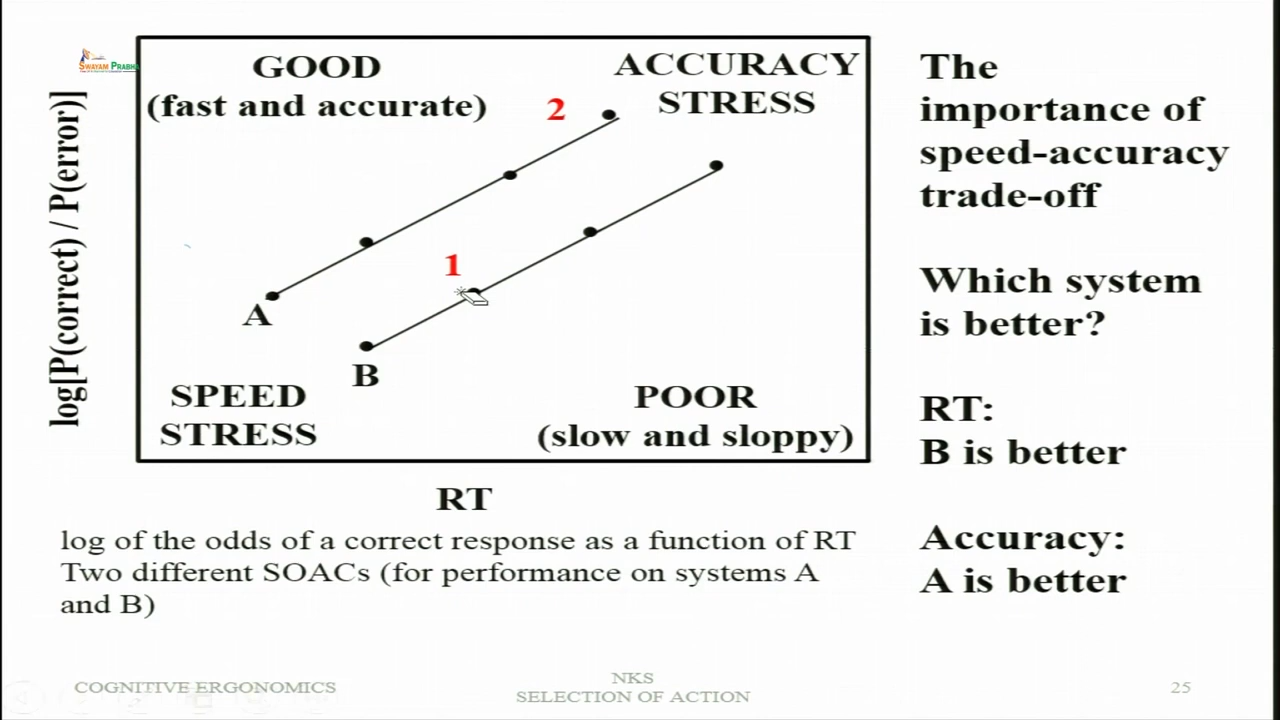 SWAYAM PRABHA
GOOD
(fast and accurate)
ACCURACY
STRESS
2
1
A
B
SPEED
STRESS
POOR
(slow and sloppy)
log[P(correct) / P(error)]
RT
log of the odds of a correct response as a function of RT
Two different SOACs (for performance on systems A
and B)
The
importance of
speed-accuracy
trade-off
Which system
is better?
RT:
B is better
Accuracy:
A is better
COGNITIVE ERGONOMICS
NKS
SELECTION OF ACTION
25